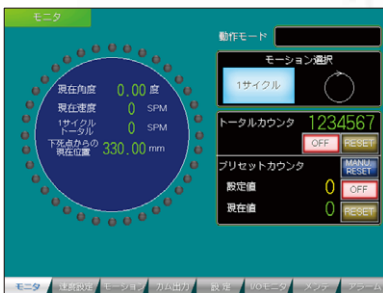 モニタ
動作モード
モーション選択
1サイクル
現在角度 0.00 度
現在速度 0 SPM
1サイクルトータル 0 SPM
下死点からの現在位置 330.00 mm
トータルカウンタ 1234567
OFF RESET
プリセットカウンタ MANU. RESET
設定値 0 OFF
現在値 0 RESET
モニタ 速度設定 モーション カム出力 設定 I/Oモニタ メンテ アラーム